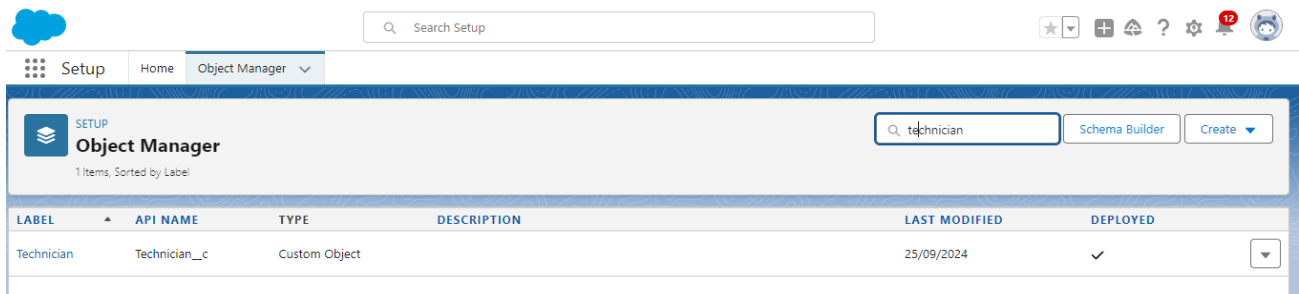 Search Setup
12
Setup Home Object Manager
SETUP
Object Manager
1 Items, Sorted by Label
technician
Schema Builder
Create
LABEL API NAME TYPE DESCRIPTION LAST MODIFIED DEPLOYED
Technician Technician__c Custom Object 25/09/2024